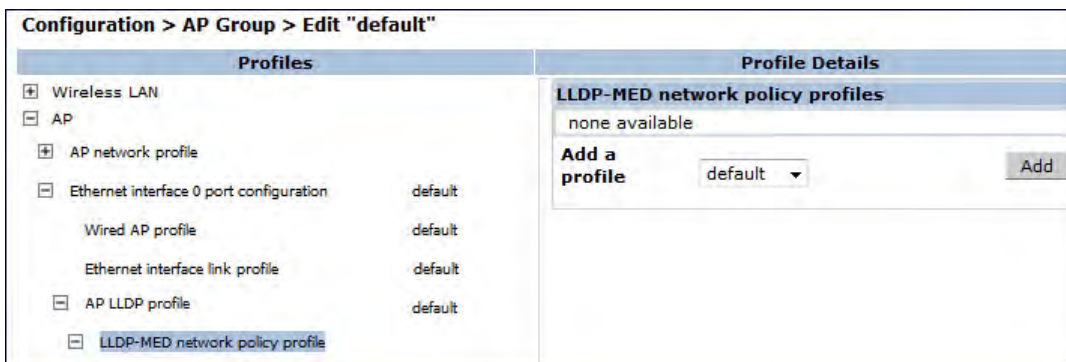 Configuration > AP Group > Edit "default"
Profiles
Wireless LAN
AP
AP network profile
Ethernet interface 0 port configuration default
Wired AP profile default
Ethernet interface link profile default
AP LLDP profile default
LLDP-MED network policy profile
Profile Details
LLDP-MED network policy profiles
none available
Add a
profile
default
Add